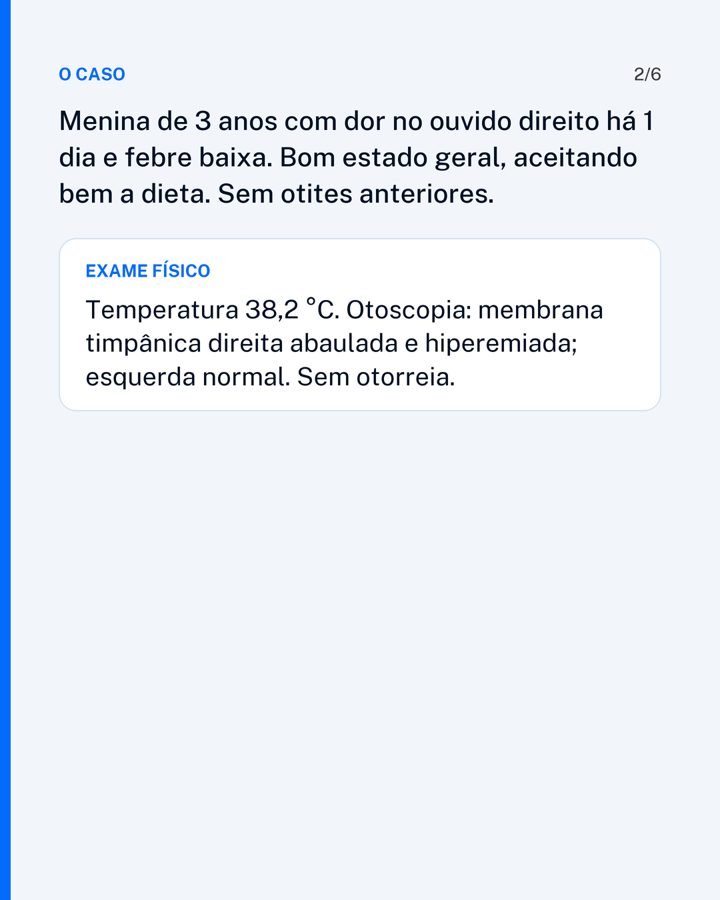 O CASO
2/6
Menina de 3 anos com dor no ouvido direito há 1
dia e febre baixa. Bom estado geral, aceitando
bem a dieta. Sem otites anteriores.
EXAME FÍSICO
Temperatura 38,2 °C. Otoscopia: membrana
timpânica direita abaulada e hiperemiada;
esquerda normal. Sem otorreia.